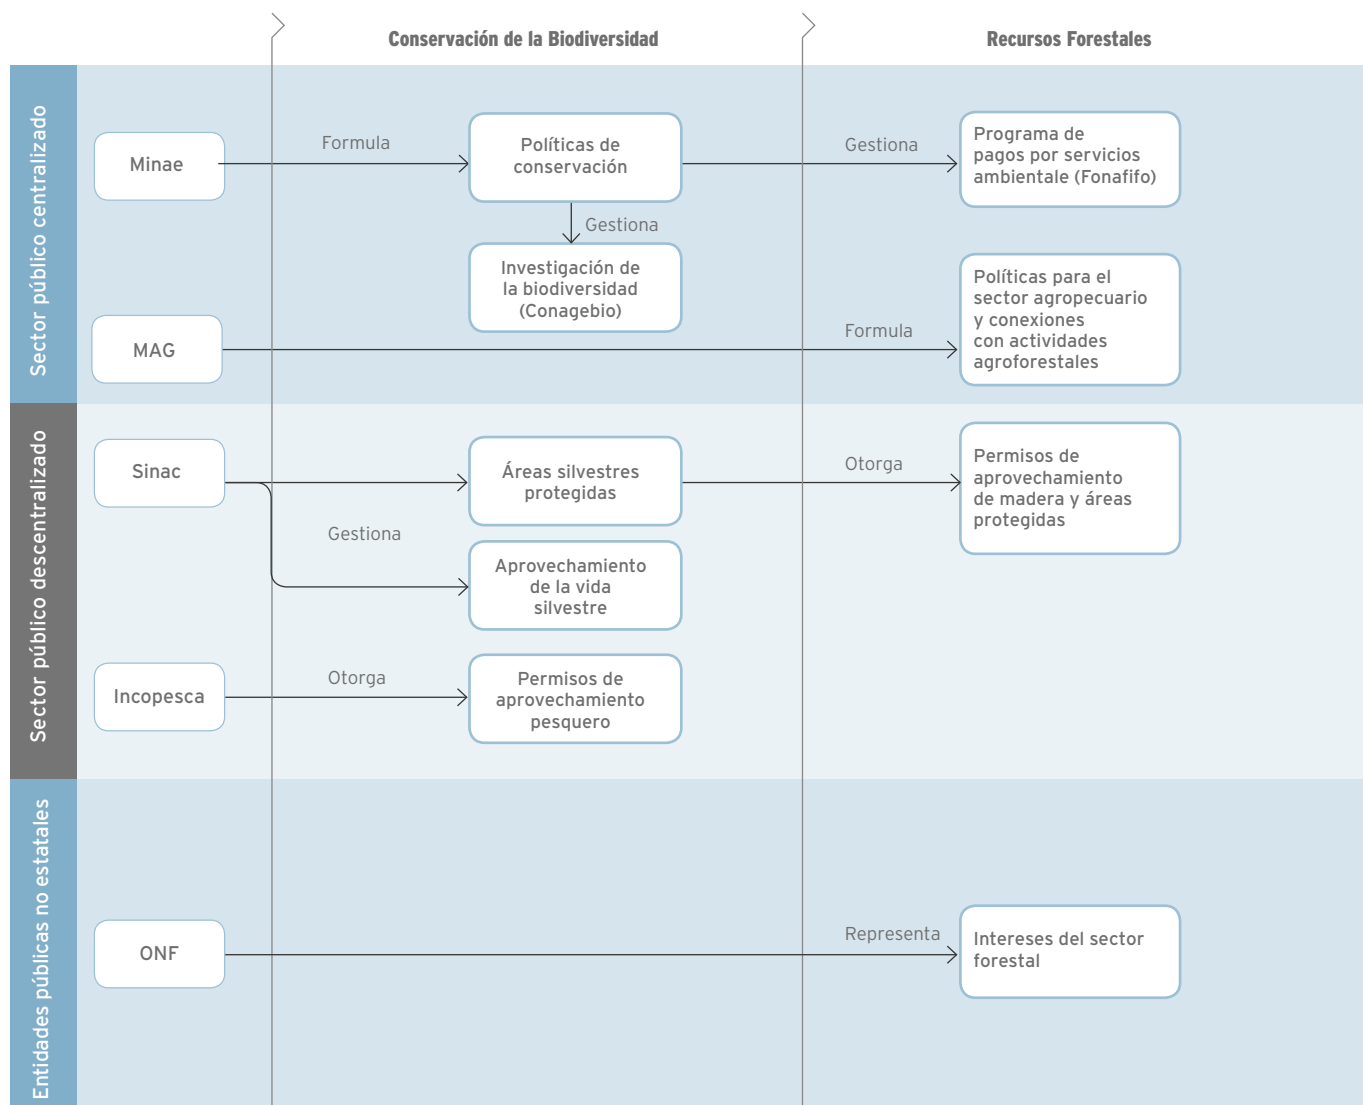 Conservación de la Biodiversidad
Recursos Forestales
Sector público centralizado
Minae
Formula
Políticas de
conservación
Gestiona
Programa de
pagos por servicios
ambientale (Fonafifo)
Gestiona
Investigación de
la biodiversidad
(Conagebio)
MAG
Formula
Políticas para el
sector agropecuario
y conexiones
con actividades
agroforestales
Sector público descentralizado
Sinac
Áreas silvestres
protegidas
Otorga
Permisos de
aprovechamiento
de madera y áreas
protegidas
Gestiona
Aprovechamiento
de la vida
silvestre
Incopesca
Otorga
Permisos de
aprovechamiento
pesquero
Entidades públicas no estatales
ONF
Representa
Intereses del sector
forestal